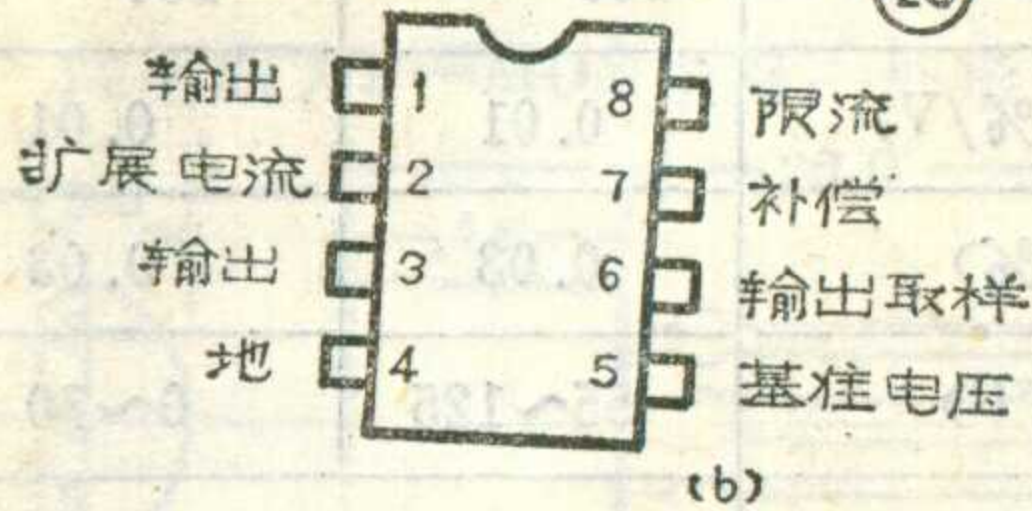 输出 1 8 限流
扩展电流 2 7 补偿
输出 3 6 输出取样
地 4 5 基准电压
(b)